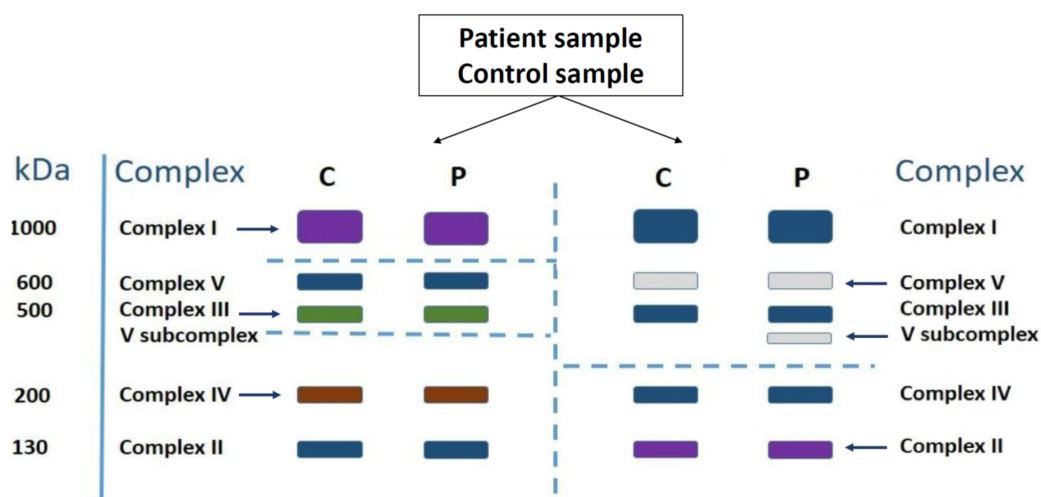 Patient sample
Control sample
kDa Complex C P C P Complex
1000 Complex I Complex I
600 Complex V Complex V
500 Complex III Complex III
V subcomplex V subcomplex
200 Complex IV Complex IV
130 Complex II Complex II